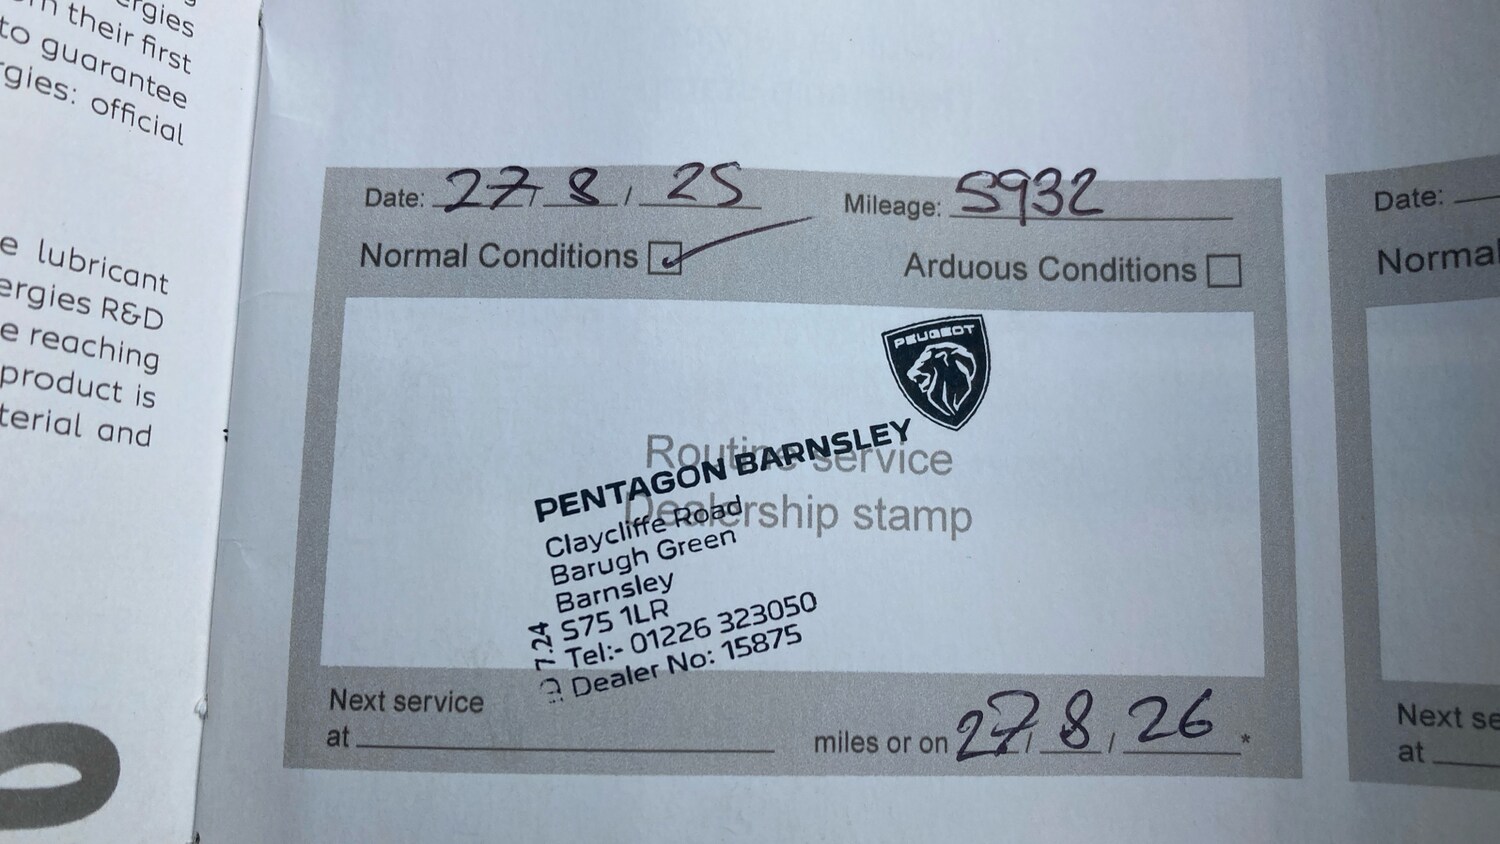 ergies
their first
to guarantee
rgies: official
e lubricant
ergies R&D
e reaching
product is
terial and
Date: 27/8/25 Mileage: 5932
Normal Conditions Arduous Conditions
PEUGEOT
Routine service
Dealership stamp
PENTAGON BARNSLEY
Claycliffe Road
Barugh Green
Barnsley
S75 1LR
Tel:- 01226 323050
Dealer No: 15875
7.24
Next service
at miles or on 27/8/26*
Date:
Norma
Next se
at